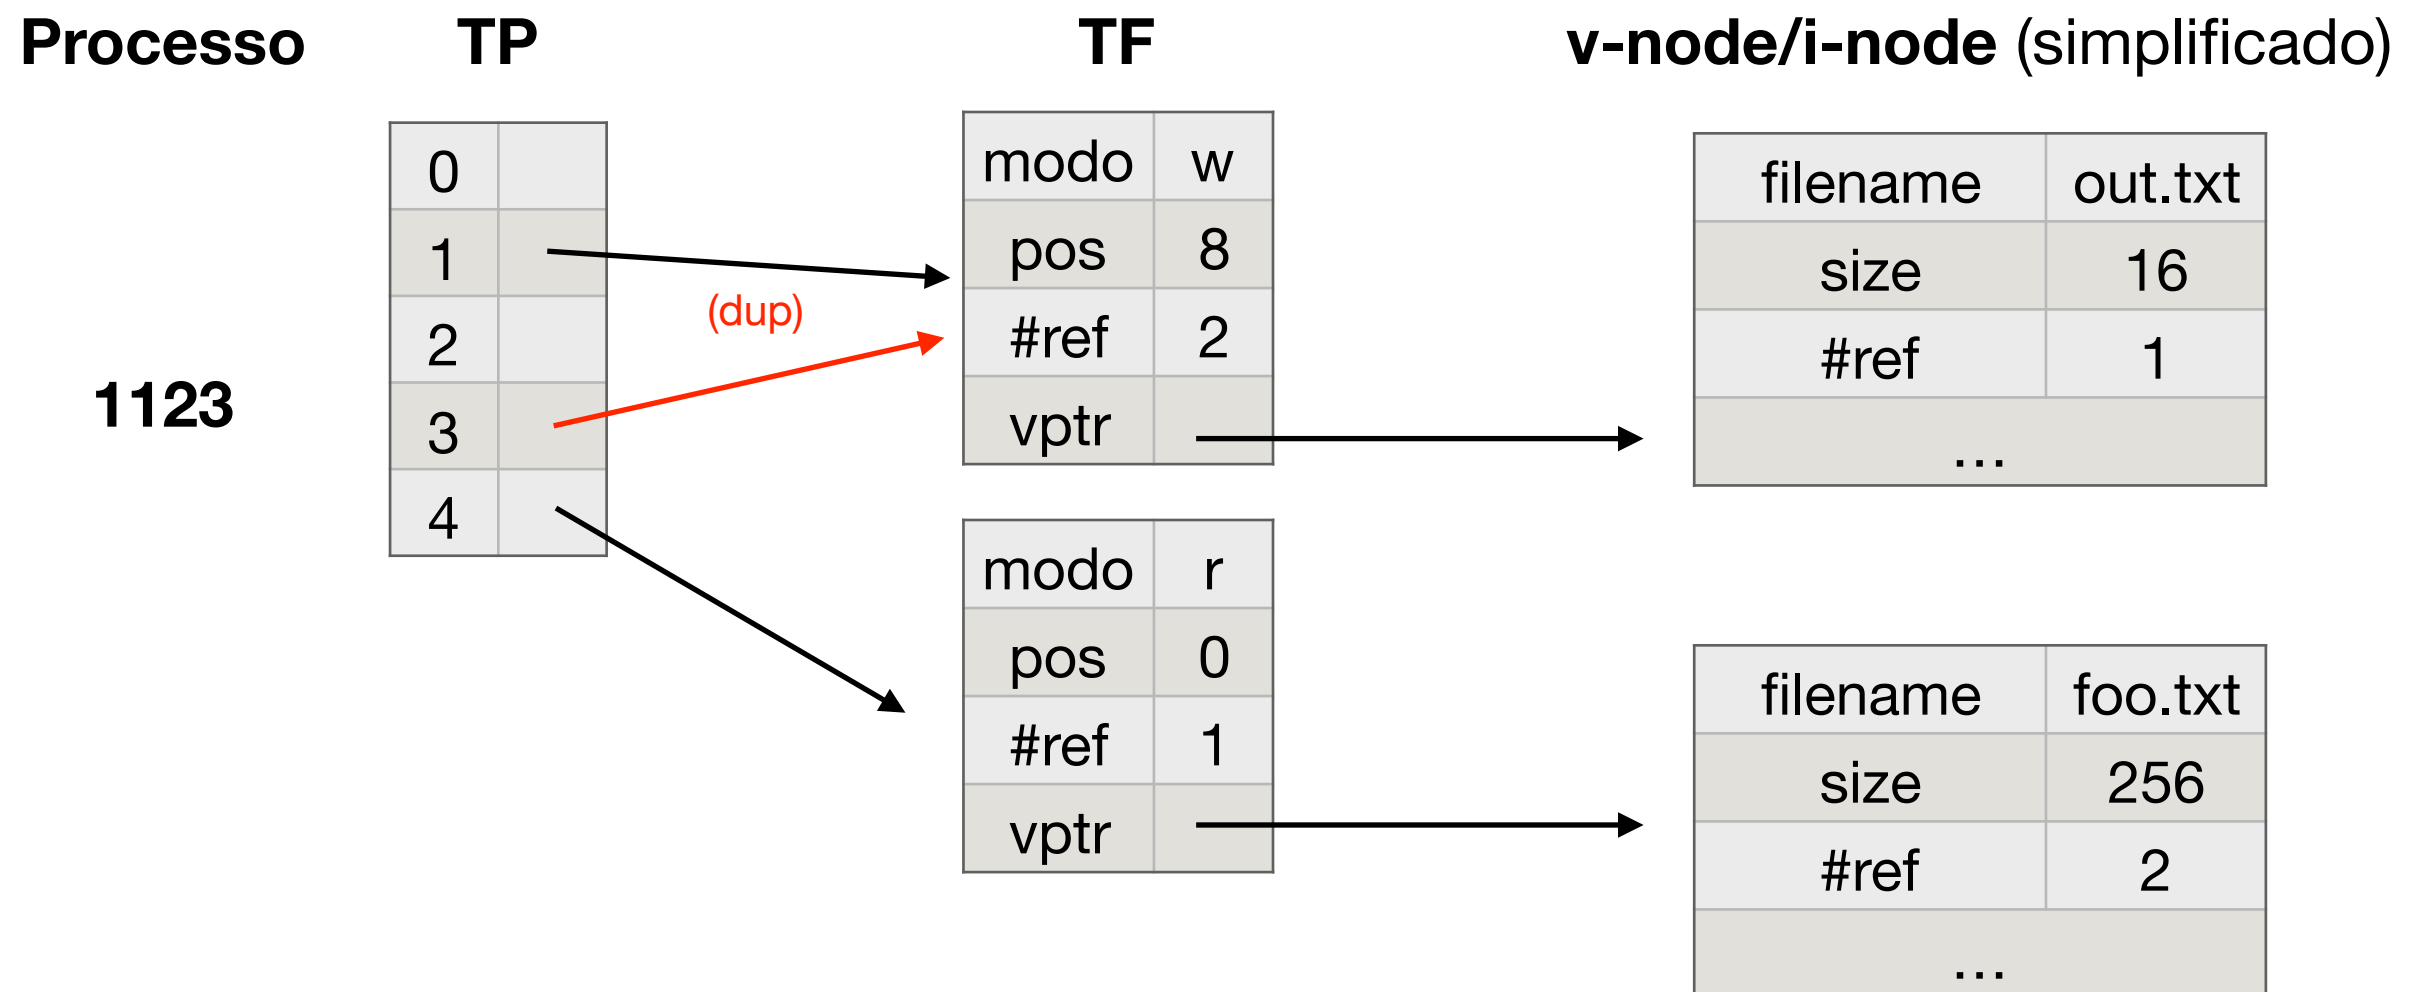 Processo TP TF v-node/i-node (simplificado)
0
1
2
3
4
1123
(dup)
modo w
pos 8
#ref 2
vptr
modo r
pos 0
#ref 1
vptr
filename out.txt
size 16
#ref 1
...
filename foo.txt
size 256
#ref 2
...